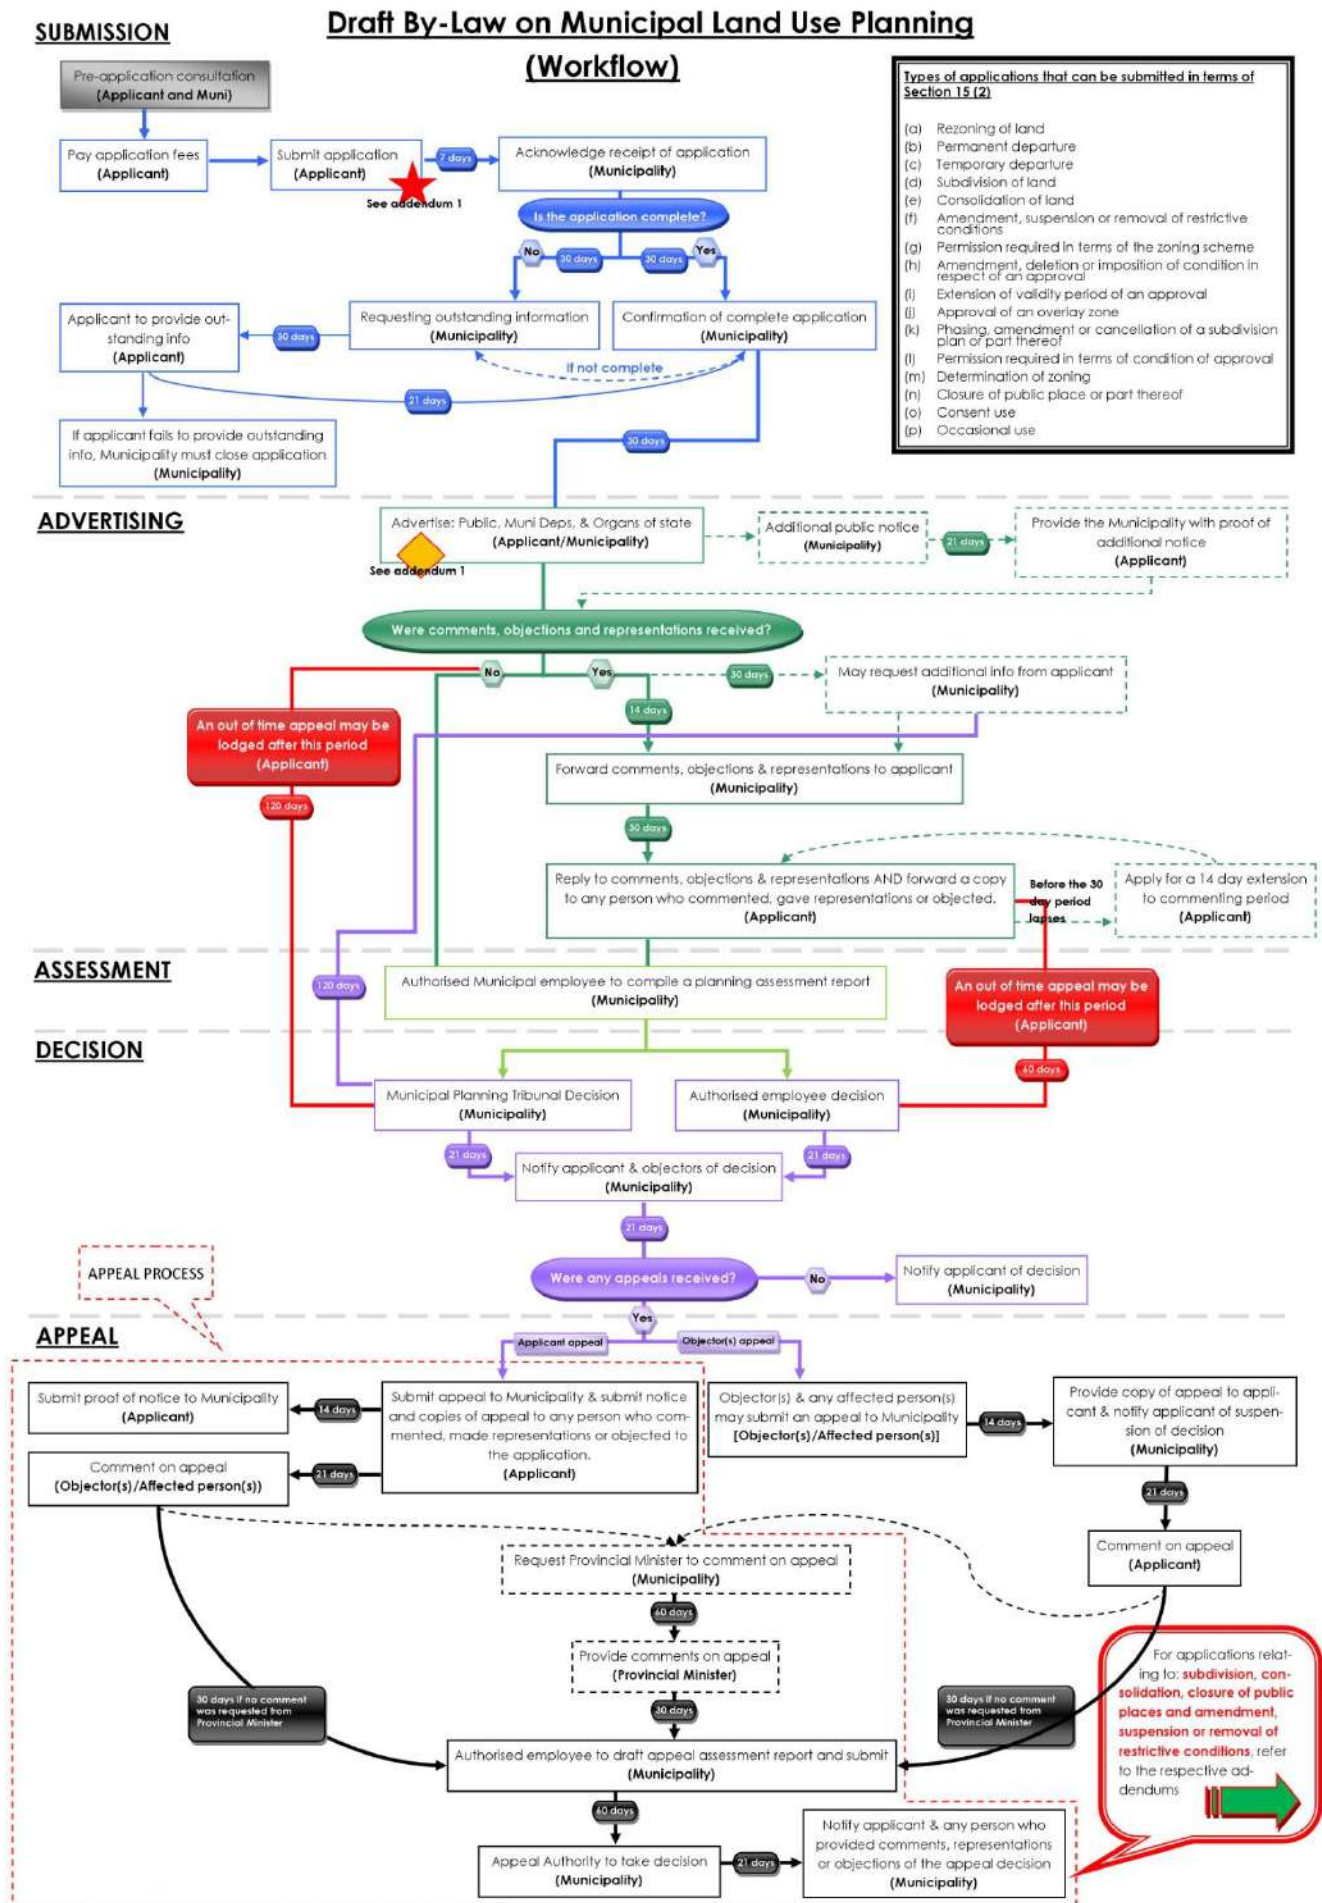 Draft By-Law on Municipal Land Use Planning
(Workflow)
SUBMISSION
Pre-application consultation
(Applicant and Muni)
Pay application fees
(Applicant)
Submit application
(Applicant)
See addendum 1
7 days
Acknowledge receipt of application
(Municipality)
Is the application complete?
No
30 days
30 days
Yes
Requesting outstanding information
(Municipality)
Confirmation of complete application
(Municipality)
30 days
Applicant to provide out-
standing info
(Applicant)
If not complete
21 days
If applicant fails to provide outstanding
info, Municipality must close application
(Municipality)
30 days
Types of applications that can be submitted in terms of
Section 15 (2)
(a) Rezoning of land
(b) Permanent departure
(c) Temporary departure
(d) Subdivision of land
(e) Consolidation of land
(f) Amendment, suspension or removal of restrictive
conditions
(g) Permission required in terms of the zoning scheme
(h) Amendment, deletion or imposition of condition in
respect of an approval
(i) Extension of validity period of an approval
(j) Approval of an overlay zone
(k) Phasing, amendment or cancellation of a subdivision
plan or part thereof
(l) Permission required in terms of condition of approval
(m) Determination of zoning
(n) Closure of public place or part thereof
(o) Consent use
(p) Occasional use
ADVERTISING
Advertise: Public, Muni Deps, & Organs of state
(Applicant/Municipality)
See addendum 1
Additional public notice
(Municipality)
21 days
Provide the Municipality with proof of
additional notice
(Applicant)
Were comments, objections and representations received?
No
Yes
30 days
May request additional info from applicant
(Municipality)
14 days
An out of time appeal may be
lodged after this period
(Applicant)
120 days
Forward comments, objections & representations to applicant
(Municipality)
30 days
Reply to comments, objections & representations AND forward a copy
to any person who commented, gave representations or objected.
(Applicant)
Before the 30
day period
lapses
Apply for a 14 day extension
to commenting period
(Applicant)
ASSESSMENT
120 days
Authorised Municipal employee to compile a planning assessment report
(Municipality)
An out of time appeal may be
lodged after this period
(Applicant)
60 days
DECISION
Municipal Planning Tribunal Decision
(Municipality)
Authorised employee decision
(Municipality)
21 days
21 days
Notify applicant & objectors of decision
(Municipality)
21 days
Were any appeals received?
No
Notify applicant of decision
(Municipality)
Yes
APPEAL PROCESS
APPEAL
Applicant appeal
Objector(s) appeal
Submit proof of notice to Municipality
(Applicant)
14 days
Submit appeal to Municipality & submit notice
and copies of appeal to any person who com-
mented, made representations or objected to
the application.
(Applicant)
Comment on appeal
(Objector(s)/Affected person(s))
21 days
Objector(s) & any affected person(s)
may submit an appeal to Municipality
[Objector(s)/Affected person(s)]
14 days
Provide copy of appeal to appli-
cant & notify applicant of suspen-
sion of decision
(Municipality)
21 days
Comment on appeal
(Applicant)
Request Provincial Minister to comment on appeal
(Municipality)
60 days
Provide comments on appeal
(Provincial Minister)
30 days
30 days if no comment
was requested from
Provincial Minister
30 days if no comment
was requested from
Provincial Minister
Authorised employee to draft appeal assessment report and submit
(Municipality)
60 days
Appeal Authority to take decision
(Municipality)
21 days
Notify applicant & any person who
provided comments, representations
or objections of the appeal decision
(Municipality)
For applications relat-
ing to: subdivision, con-
solidation, closure of public
places and amendment,
suspension or removal of
restrictive conditions, refer
to the respective ad-
dendums